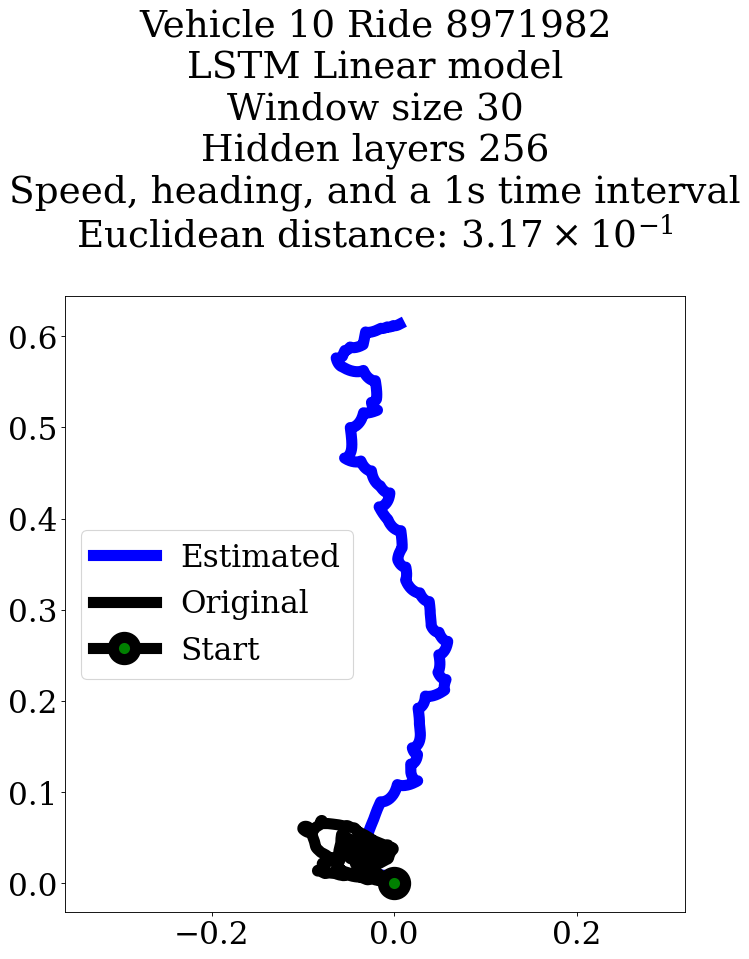 Vehicle 10 Ride 8971982
LSTM Linear model
Window size 30
Hidden layers 256
Speed, heading, and a 1s time interval
Euclidean distance: 3.17 × 10⁻¹
0.6
0.5
0.4
0.3
0.2
0.1
0.0
Estimated
Original
Start
−0.2 0.0 0.2